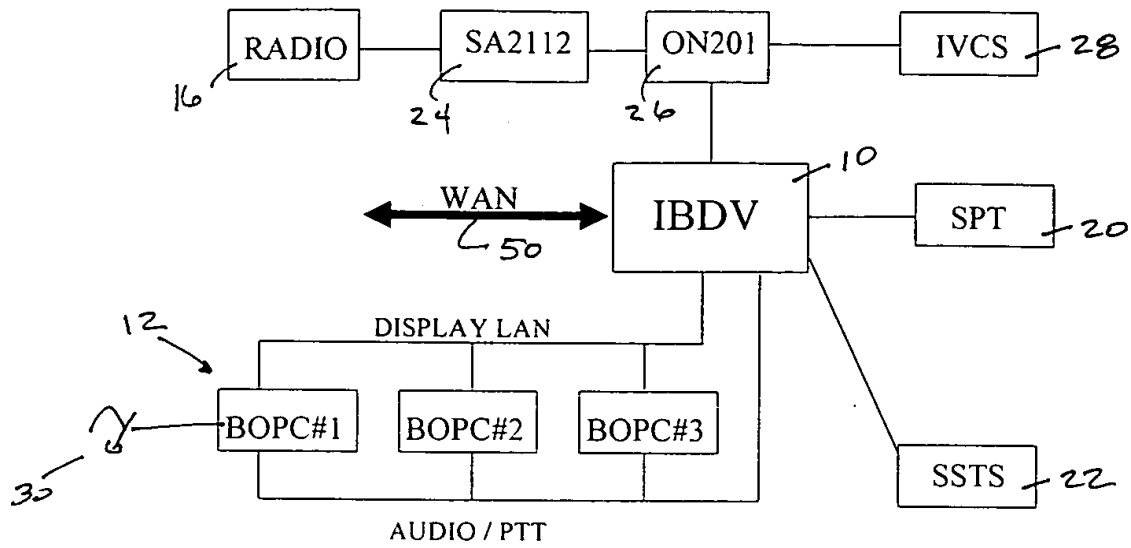 RADIO
SA2112
ON201
IVCS
28
16
24
26
10
WAN
IBDV
50
SPT
20
12
DISPLAY LAN
BOPC#1
BOPC#2
BOPC#3
30
SSTS
22
AUDIO / PTT